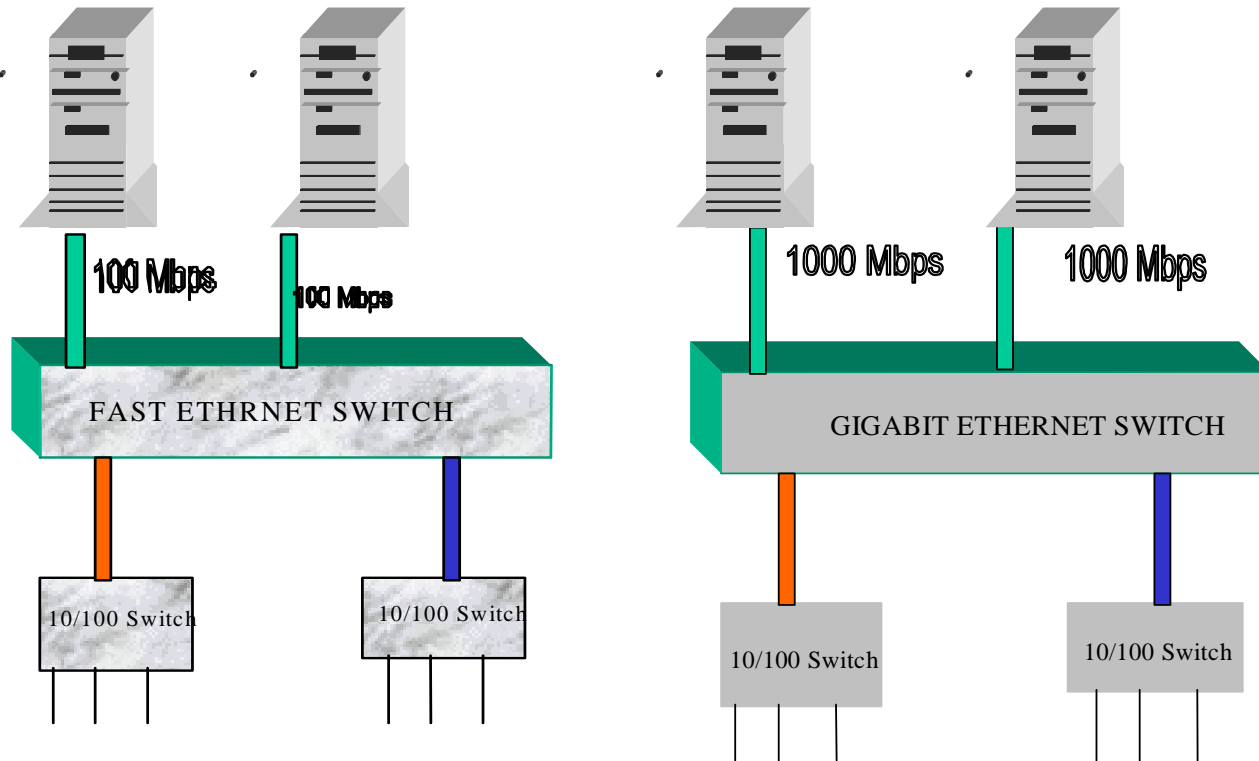 100 Mbps
100 Mbps
FAST ETHRNET SWITCH
10/100 Switch
10/100 Switch
1000 Mbps
1000 Mbps
GIGABIT ETHERNET SWITCH
10/100 Switch
10/100 Switch